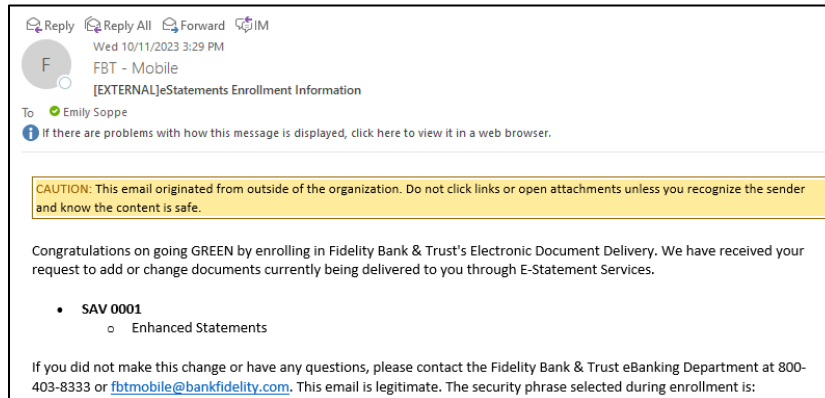 Reply Reply All Forward IM
Wed 10/11/2023 3:29 PM
F
FBT - Mobile
[EXTERNAL]eStatements Enrollment Information
To Emily Soppe
If there are problems with how this message is displayed, click here to view it in a web browser.
CAUTION: This email originated from outside of the organization. Do not click links or open attachments unless you recognize the sender
and know the content is safe.
Congratulations on going GREEN by enrolling in Fidelity Bank & Trust's Electronic Document Delivery. We have received your
request to add or change documents currently being delivered to you through E-Statement Services.
• SAV 0001
o Enhanced Statements
If you did not make this change or have any questions, please contact the Fidelity Bank & Trust eBanking Department at 800-
403-8333 or fbtmobile@bankfidelity.com. This email is legitimate. The security phrase selected during enrollment is: